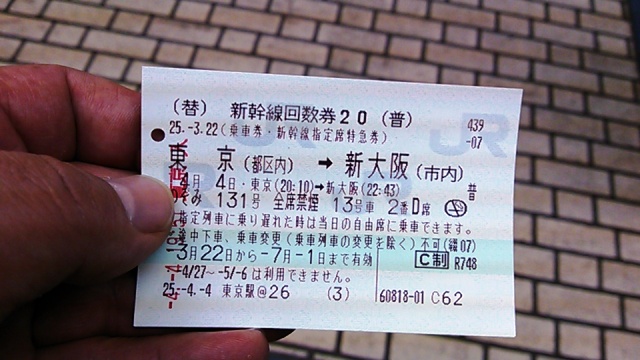 （替） 新幹線回数券２０（普）
25.-3.22（乗車券・新幹線指定席特急券） 439
-07
東 京（都区内） → 新大阪（市内）
4月 4日・東京（20:10）→新大阪（22:43） 普
のぞみ 131号 全席禁煙 13号車 2番D席
指定列車に乗り遅れた時は当日の自由席に乗車できます。
途中下車、乗車変更（乗車列車の変更を除く）不可（綴07）
-3月22日から-7月-1日まで有効 C制 R748
-4/27～-5/-6は利用できません。
25.-4.-4 東京駅@26 （3） 60818-01 C62